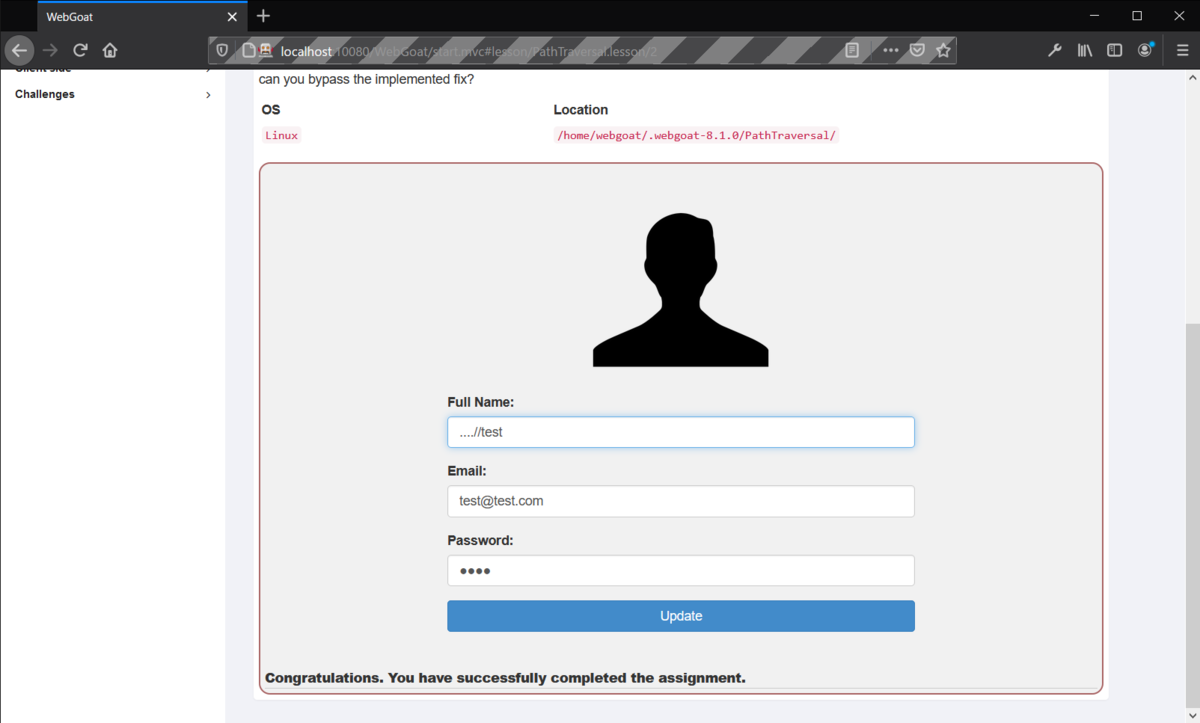 WebGoat
localhost:10080/WebGoat/start.mvc#lesson/PathTraversal.lesson/2
Client side
Challenges
can you bypass the implemented fix?
OS Location
Linux /home/webgoat/.webgoat-8.1.0/PathTraversal/
Full Name:
....//test
Email:
test@test.com
Password:
Update
Congratulations. You have successfully completed the assignment.